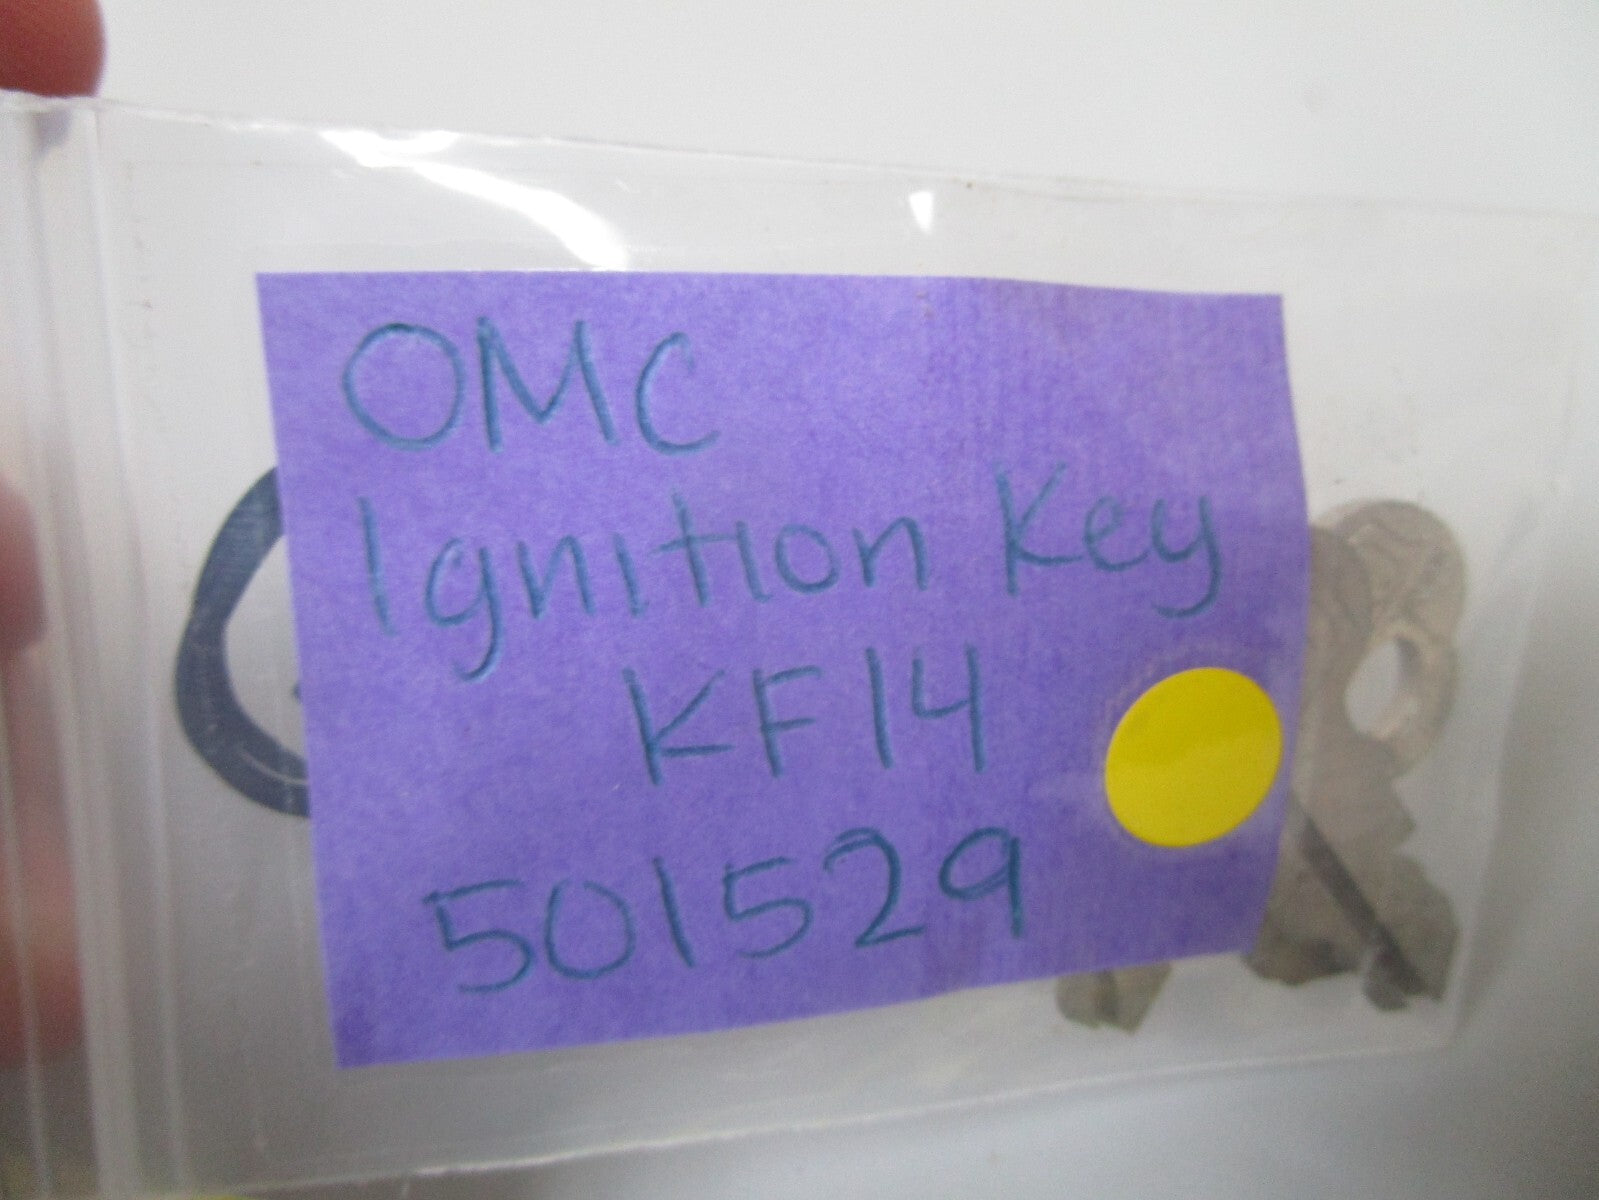 OMC
Ignition Key
KF14
501529